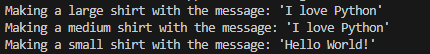 Making a large shirt with the message: 'I love Python'
Making a medium shirt with the message: 'I love Python'
Making a small shirt with the message: 'Hello World!'